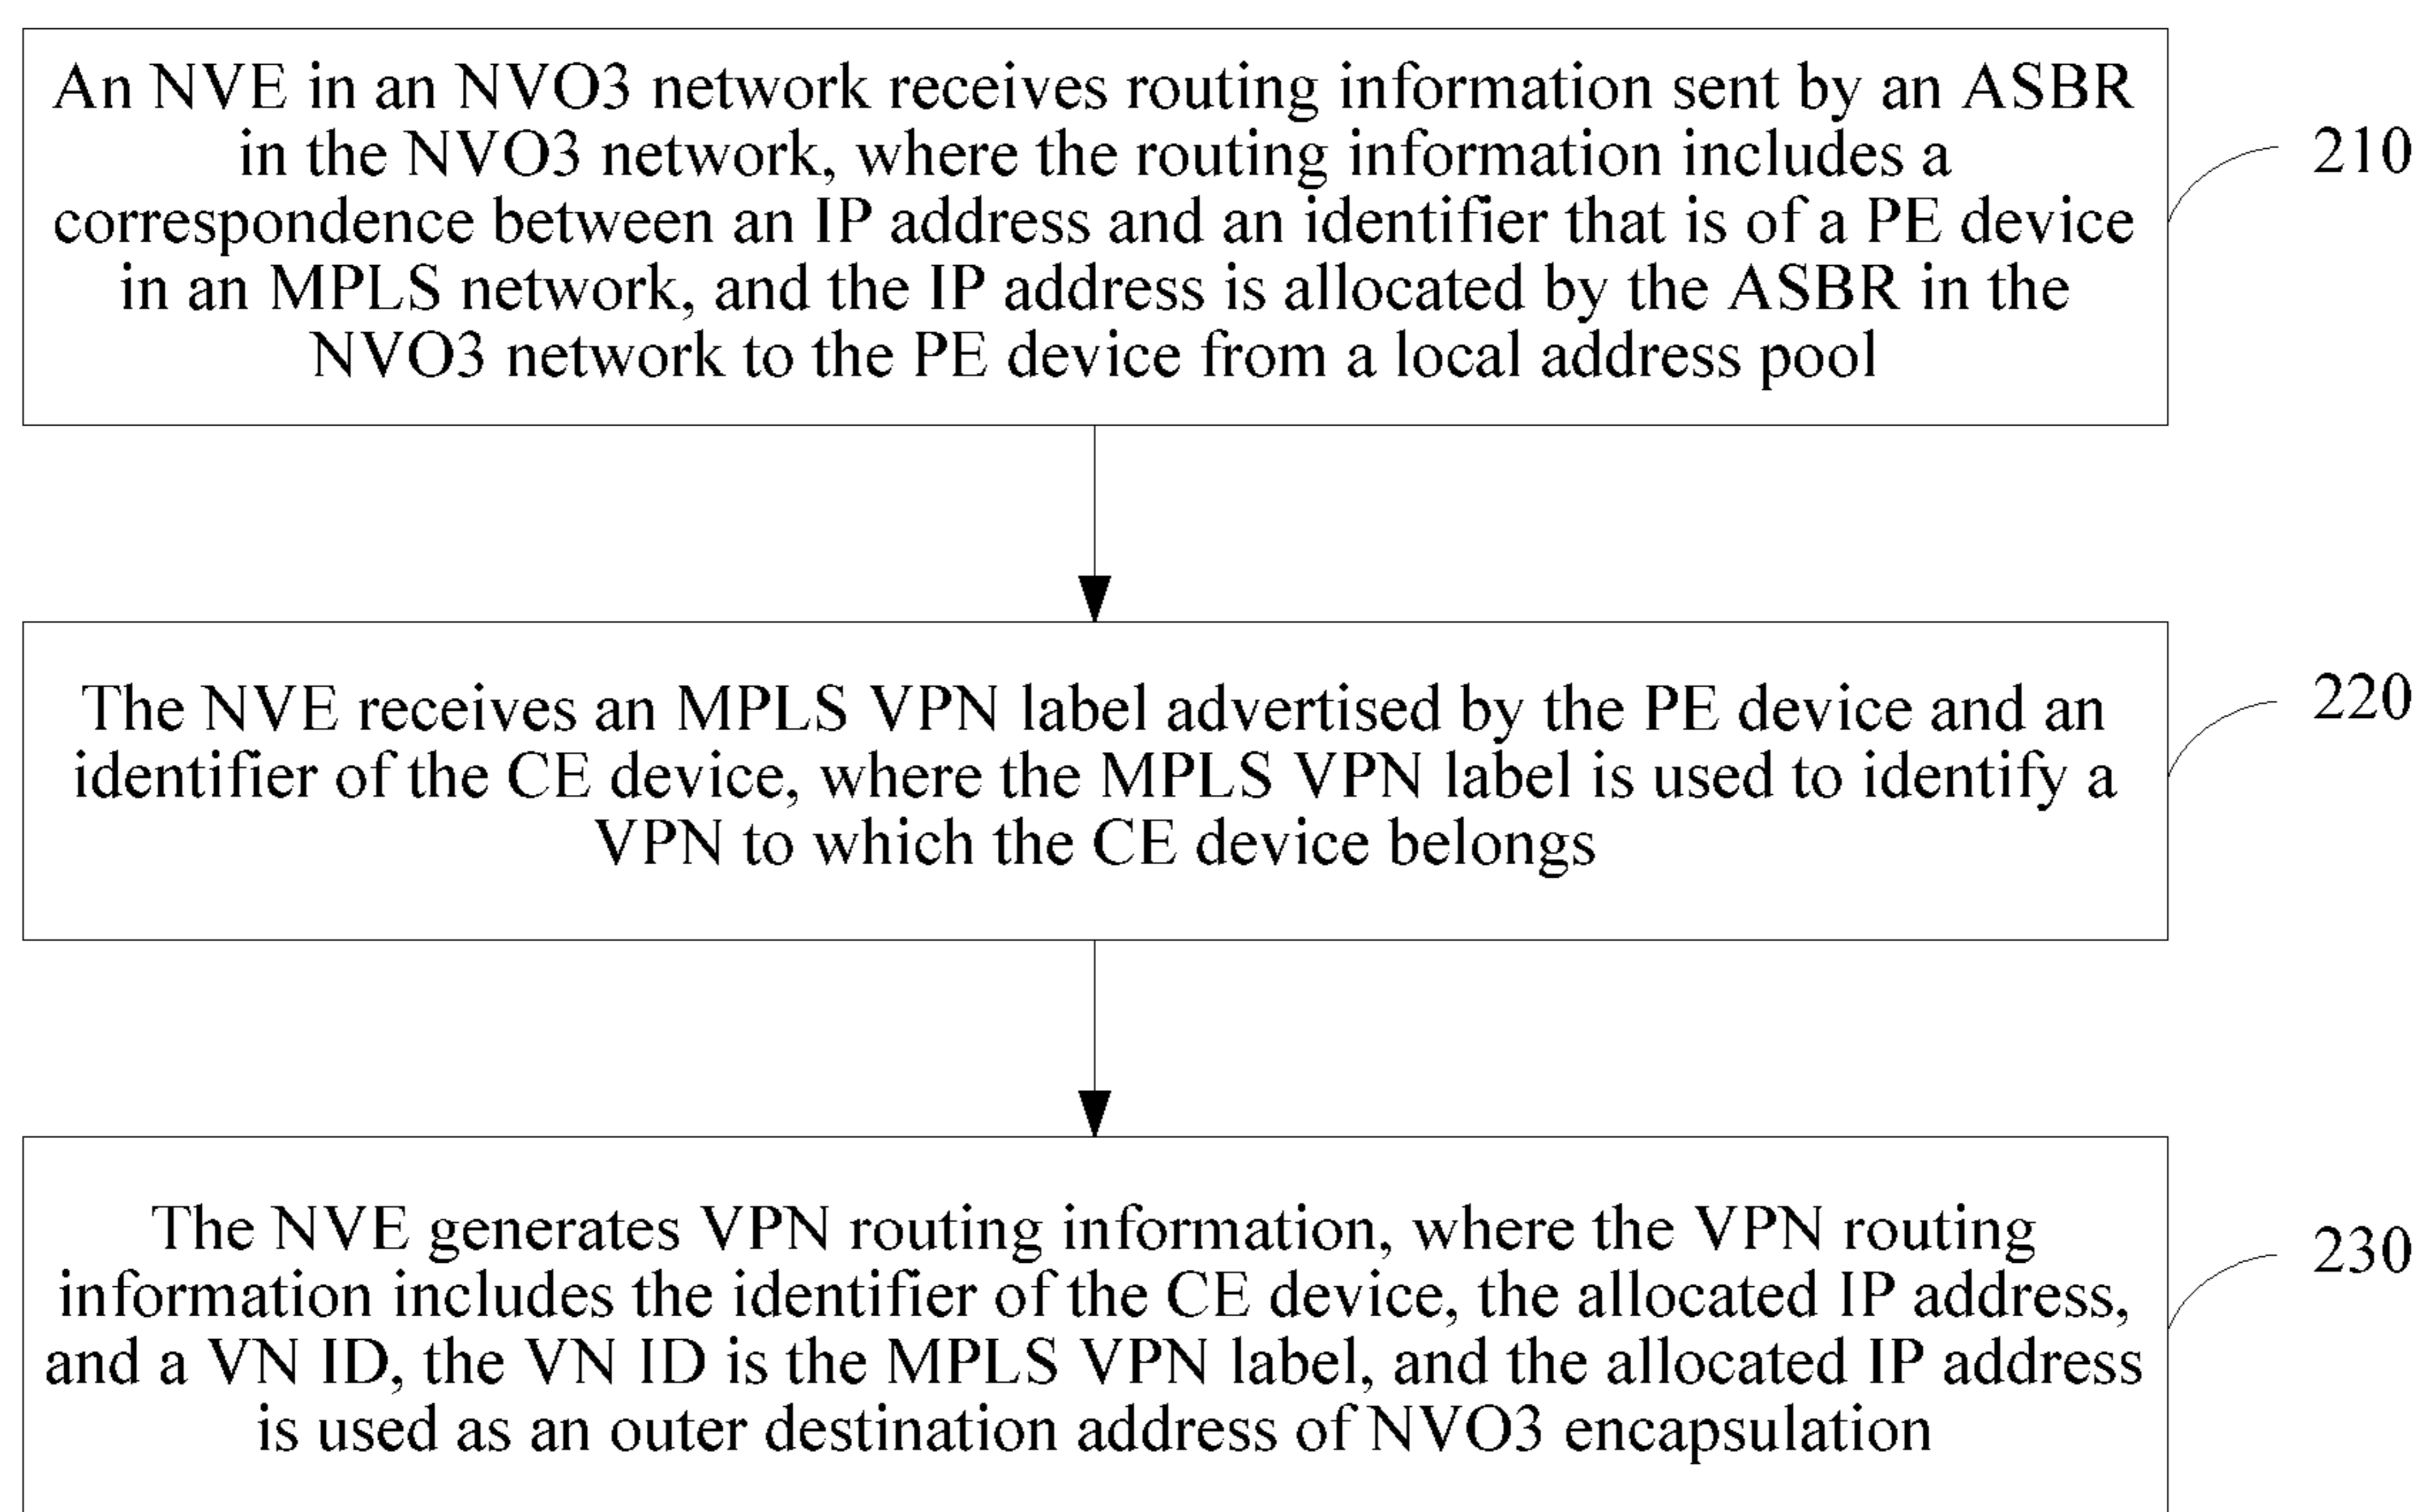 An NVE in an NVO3 network receives routing information sent by an ASBR
in the NVO3 network, where the routing information includes a
correspondence between an IP address and an identifier that is of a PE device
in an MPLS network, and the IP address is allocated by the ASBR in the
NVO3 network to the PE device from a local address pool
210
The NVE receives an MPLS VPN label advertised by the PE device and an
identifier of the CE device, where the MPLS VPN label is used to identify a
VPN to which the CE device belongs
220
The NVE generates VPN routing information, where the VPN routing
information includes the identifier of the CE device, the allocated IP address,
and a VN ID, the VN ID is the MPLS VPN label, and the allocated IP address
is used as an outer destination address of NVO3 encapsulation
230